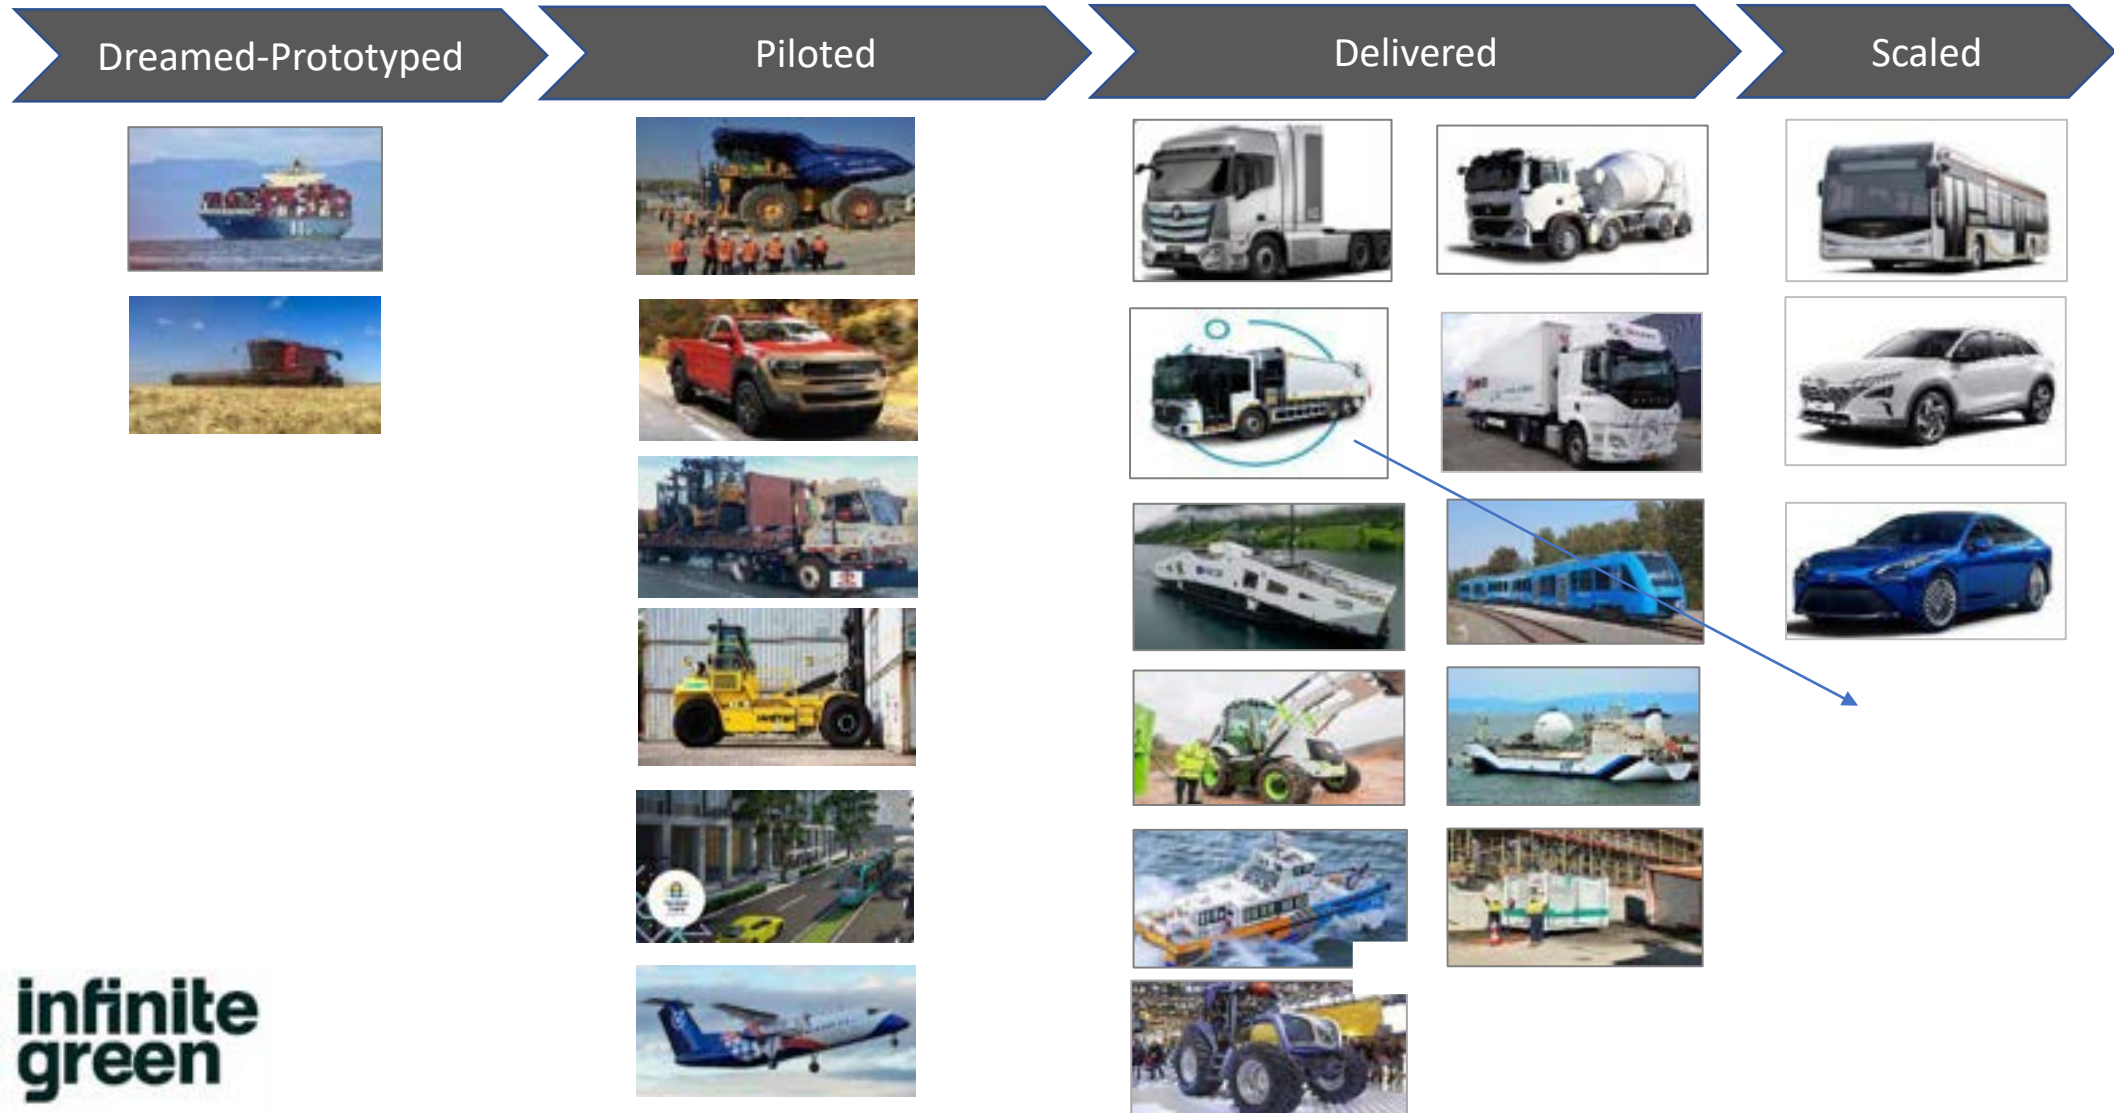 Dreamed-Prototyped
Piloted
Delivered
Scaled
infinite
green